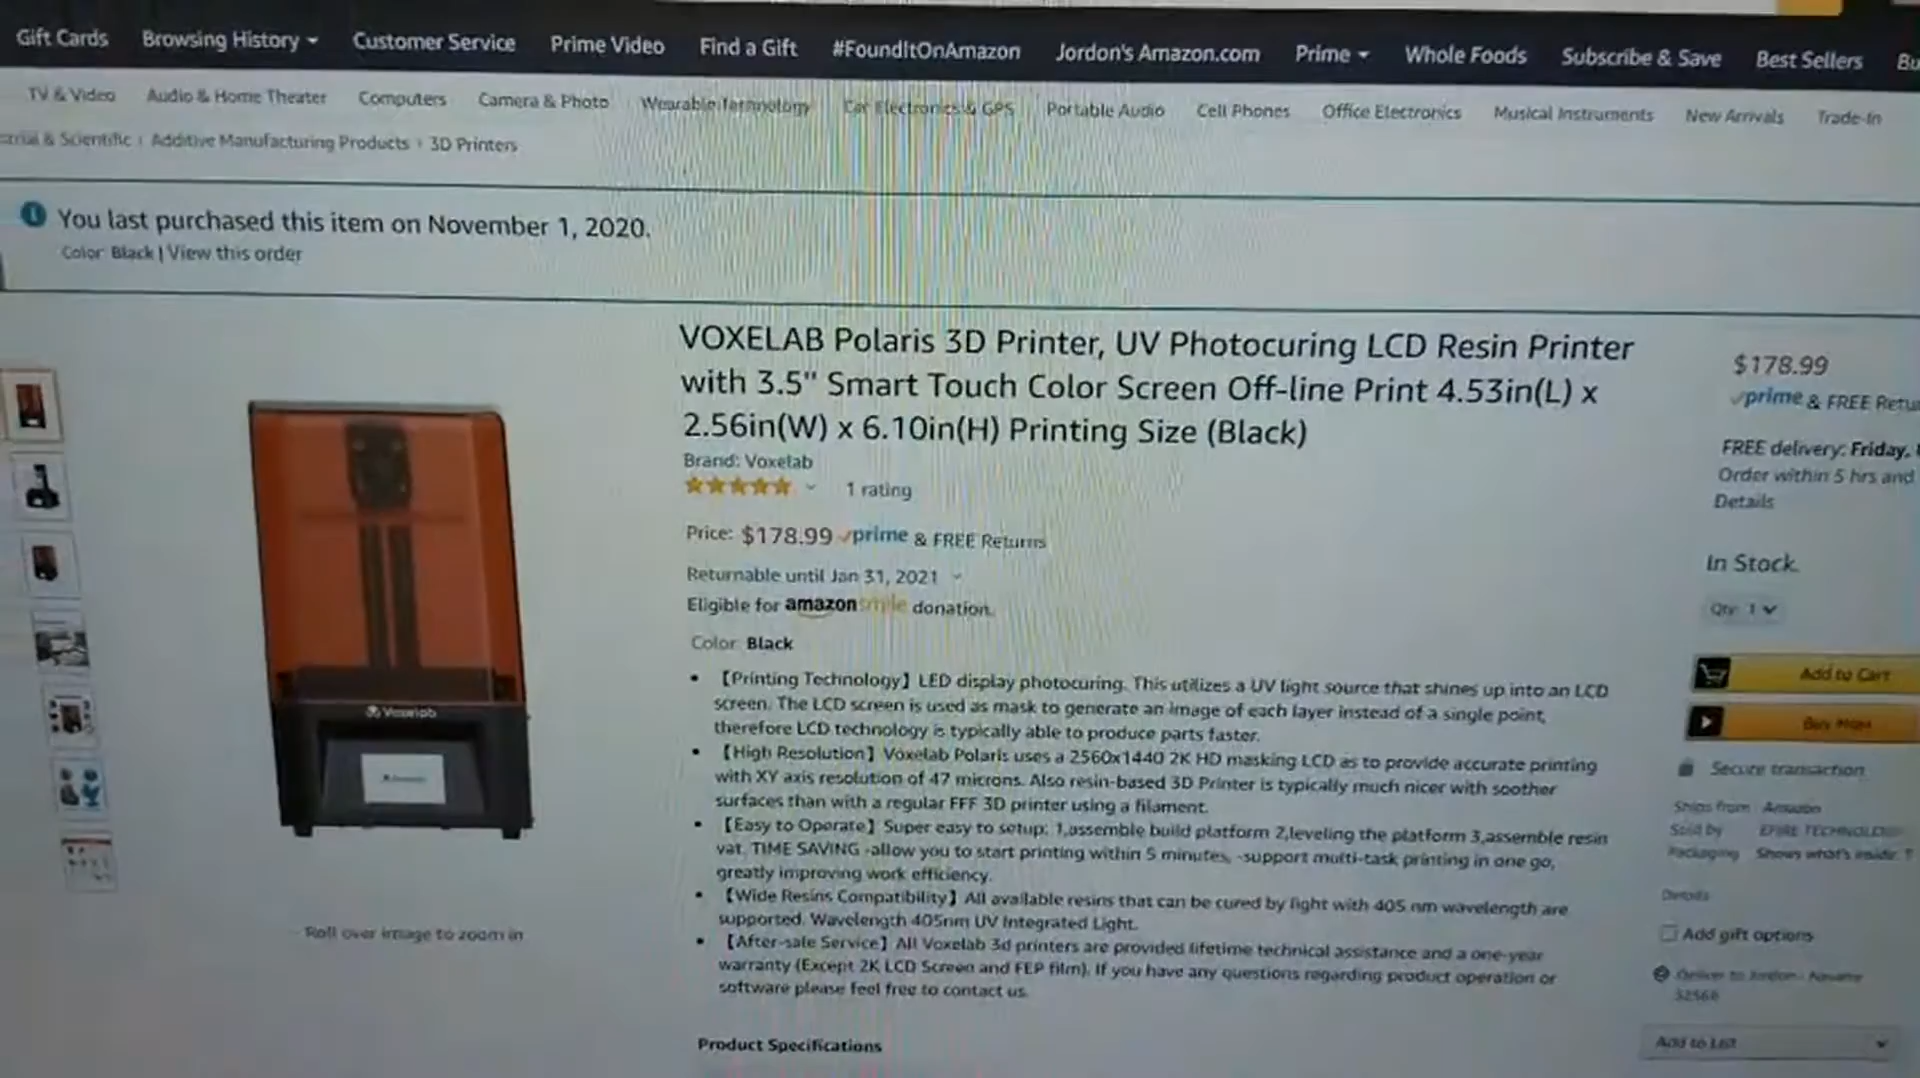 Gift Cards Browsing History Customer Service Prime Video Find a Gift #FoundItOnAmazon Jordon's Amazon.com Prime Whole Foods Subscribe & Save Best Sellers
TV & Video Audio & Home Theater Computers Camera & Photo Wearable Technology Car Electronics & GPS Portable Audio Cell Phones Office Electronics Musical Instruments New Arrivals Trade-In
& Scientific › Additive Manufacturing Products › 3D Printers
You last purchased this item on November 1, 2020.
Color: Black | View this order
VOXELAB Polaris 3D Printer, UV Photocuring LCD Resin Printer
with 3.5" Smart Touch Color Screen Off-line Print 4.53in(L) x
2.56in(W) x 6.10in(H) Printing Size (Black)
Brand: Voxelab
1 rating
Price: $178.99 prime & FREE Returns
Returnable until Jan 31, 2021
Eligible for amazonsmile donation.
Color: Black
• 【Printing Technology】LED display photocuring. This utilizes a UV light source that shines up into an LCD
screen. The LCD screen is used as mask to generate an image of each layer instead of a single point,
therefore LCD technology is typically able to produce parts faster.
• 【High Resolution】Voxelab Polaris uses a 2560x1440 2K HD masking LCD as to provide accurate printing
with XY axis resolution of 47 microns. Also resin-based 3D Printer is typically much nicer with soother
surfaces than with a regular FFF 3D printer using a filament.
• 【Easy to Operate】Super easy to setup: 1,assemble build platform 2,leveling the platform 3,assemble resin
vat. TIME SAVING -allow you to start printing within 5 minutes, -support multi-task printing in one go,
greatly improving work efficiency.
• 【Wide Resins Compatibility】All available resins that can be cured by light with 405 nm wavelength are
supported. Wavelength 405nm UV Integrated Light.
• 【After-sale Service】All Voxelab 3d printers are provided lifetime technical assistance and a one-year
warranty (Except 2K LCD Screen and FEP film). If you have any questions regarding product operation or
software please feel free to contact us.
Product Specifications
Voxelab
Roll over image to zoom in
$178.99
prime & FREE
FREE delivery: Friday,
Order within 5 hrs and
Details
In Stock.
Qty: 1
Add to Cart
Buy Now
Secure transaction
Ships from Amazon
Sold by EFIRE
Packaging Shows what's inside.
Details
Add gift options
Deliver to Jordon - Navarre
32566
Add to List